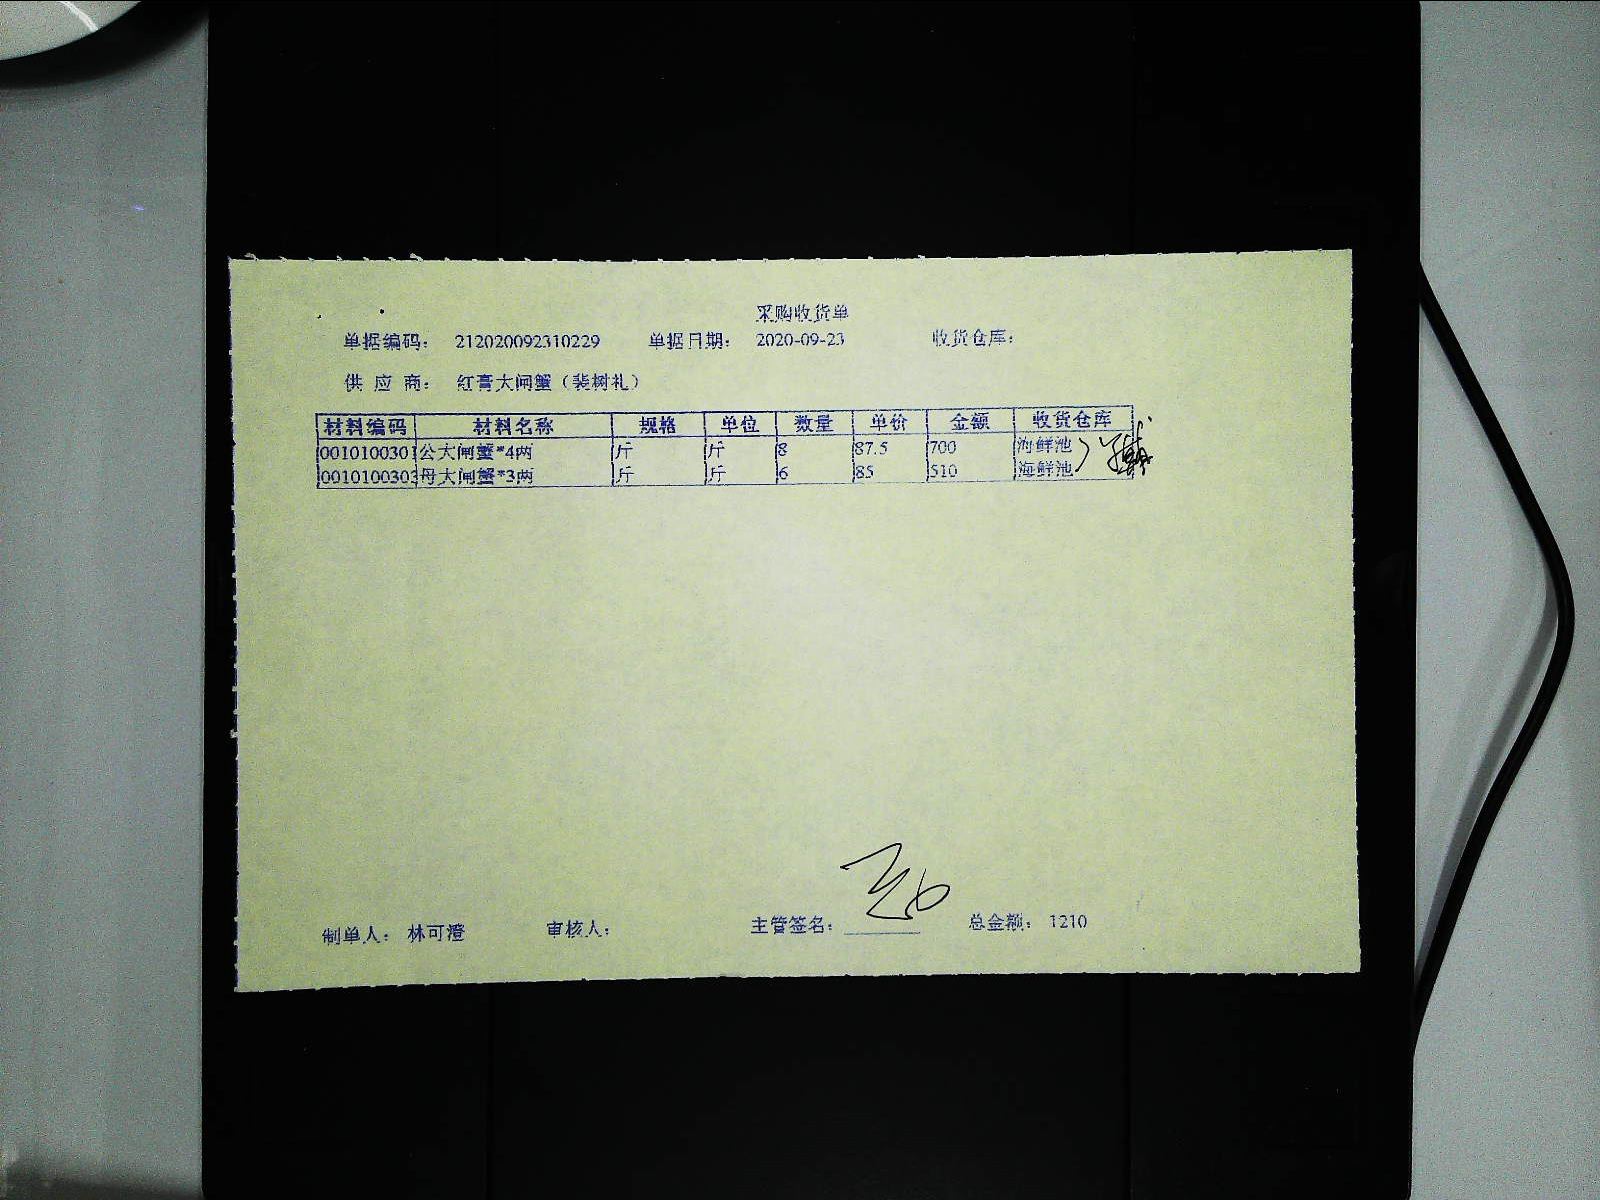 采购收货单
单据编码： 212020092310229 单据日期： 2020-09-23 收货仓库：
供 应 商： 红膏大闸蟹（裴树礼）
材料编码 材料名称 规格 单位 数量 单价 金额 收货仓库
0010100301 公大闸蟹*4两 斤 斤 8 87.5 700 海鲜池
0010100303 母大闸蟹*3两 斤 斤 6 85 510 海鲜池
制单人： 林可澄 审核人： 主管签名： 总金额： 1210